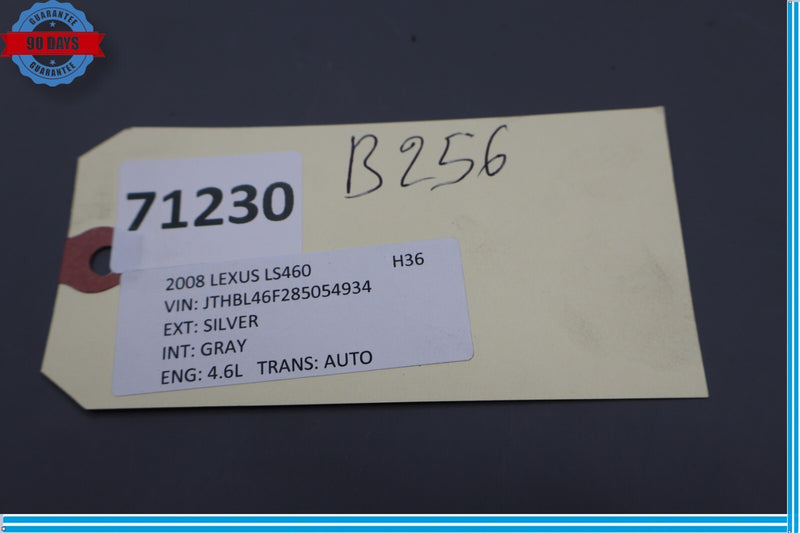 GUARANTEE
90 DAYS
GUARANTEE
B256
71230
2008 LEXUS LS460 H36
VIN: JTHBL46F285054934
EXT: SILVER
INT: GRAY
ENG: 4.6L TRANS: AUTO